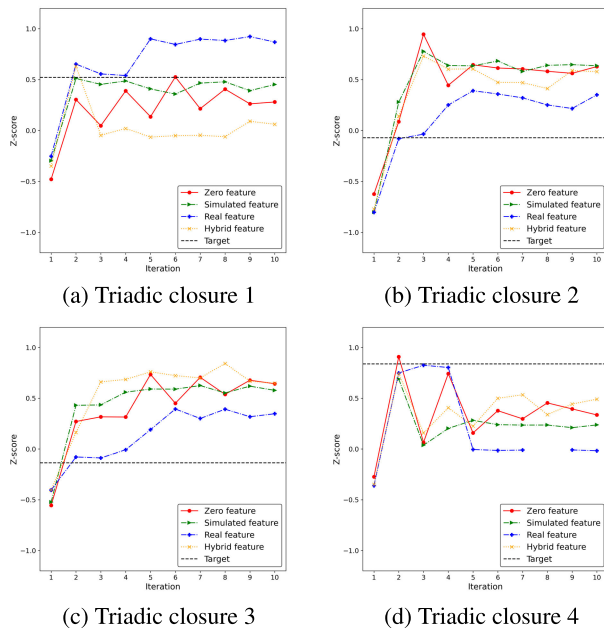 1.0
0.5
0.0
−0.5
−1.0
Z-score
1 2 3 4 5 6 7 8 9 10
Iteration
Zero feature
Simulated feature
Real feature
Hybrid feature
Target
(a) Triadic closure 1
1.0
0.5
0.0
−0.5
−1.0
Z-score
1 2 3 4 5 6 7 8 9 10
Iteration
Zero feature
Simulated feature
Real feature
Hybrid feature
Target
(b) Triadic closure 2
1.0
0.5
0.0
−0.5
−1.0
Z-score
1 2 3 4 5 6 7 8 9 10
Iteration
Zero feature
Simulated feature
Real feature
Hybrid feature
Target
(c) Triadic closure 3
1.0
0.5
0.0
−0.5
−1.0
Z-score
1 2 3 4 5 6 7 8 9 10
Iteration
Zero feature
Simulated feature
Real feature
Hybrid feature
Target
(d) Triadic closure 4